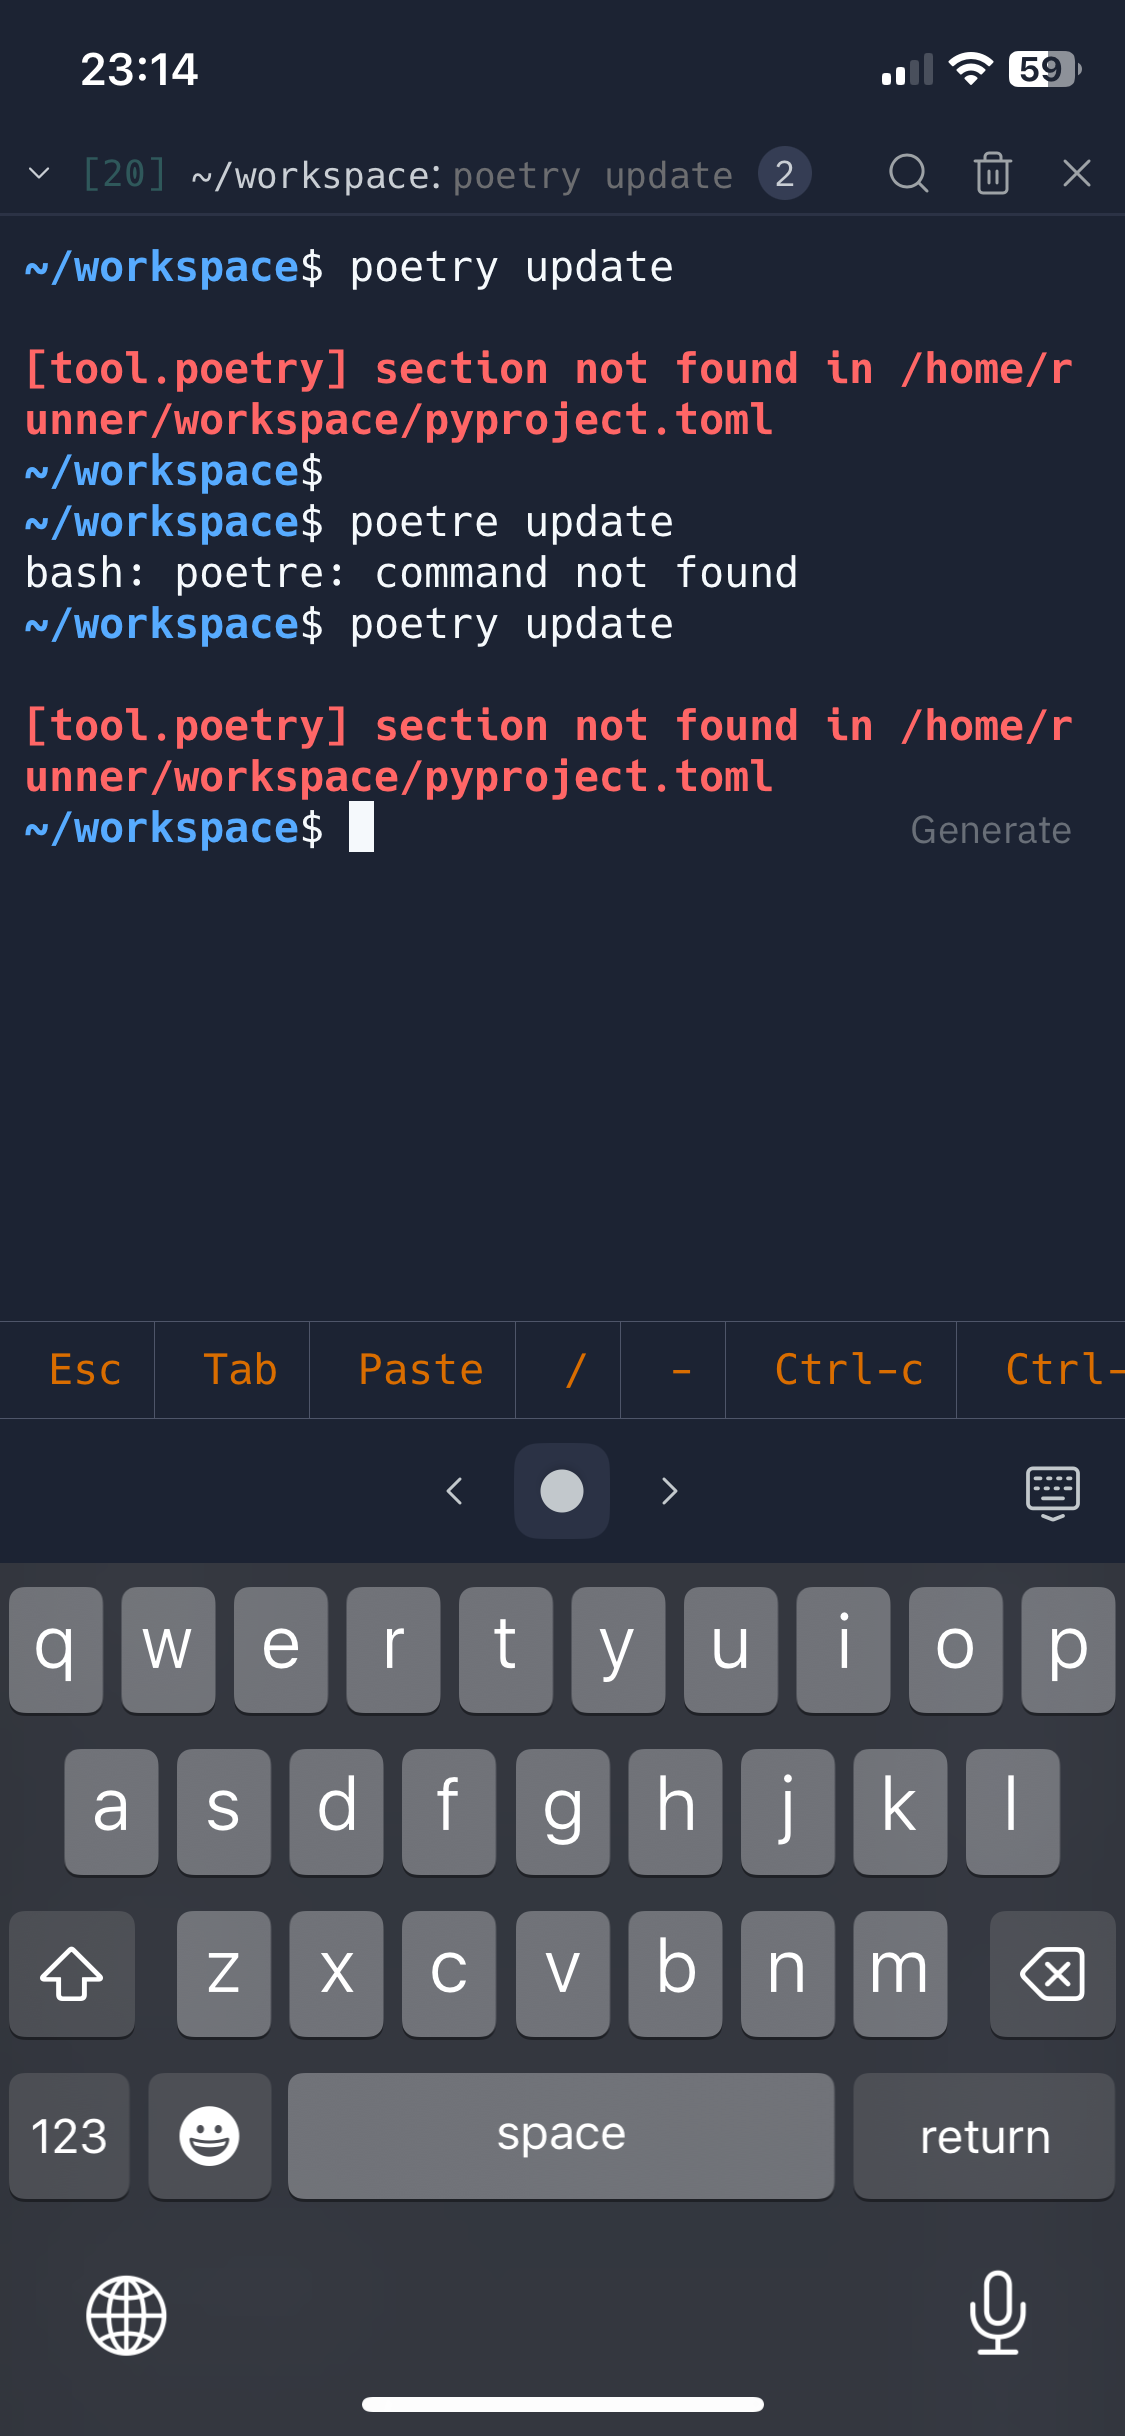 23:14
59
[20] ~/workspace: poetry update 2
~/workspace$ poetry update
[tool.poetry] section not found in /home/r
unner/workspace/pyproject.toml
~/workspace$
~/workspace$ poetre update
bash: poetre: command not found
~/workspace$ poetry update
[tool.poetry] section not found in /home/r
unner/workspace/pyproject.toml
~/workspace$ Generate
Esc Tab Paste / - Ctrl-c Ctrl-
q w e r t y u i o p
a s d f g h j k l
z x c v b n m
123 space return